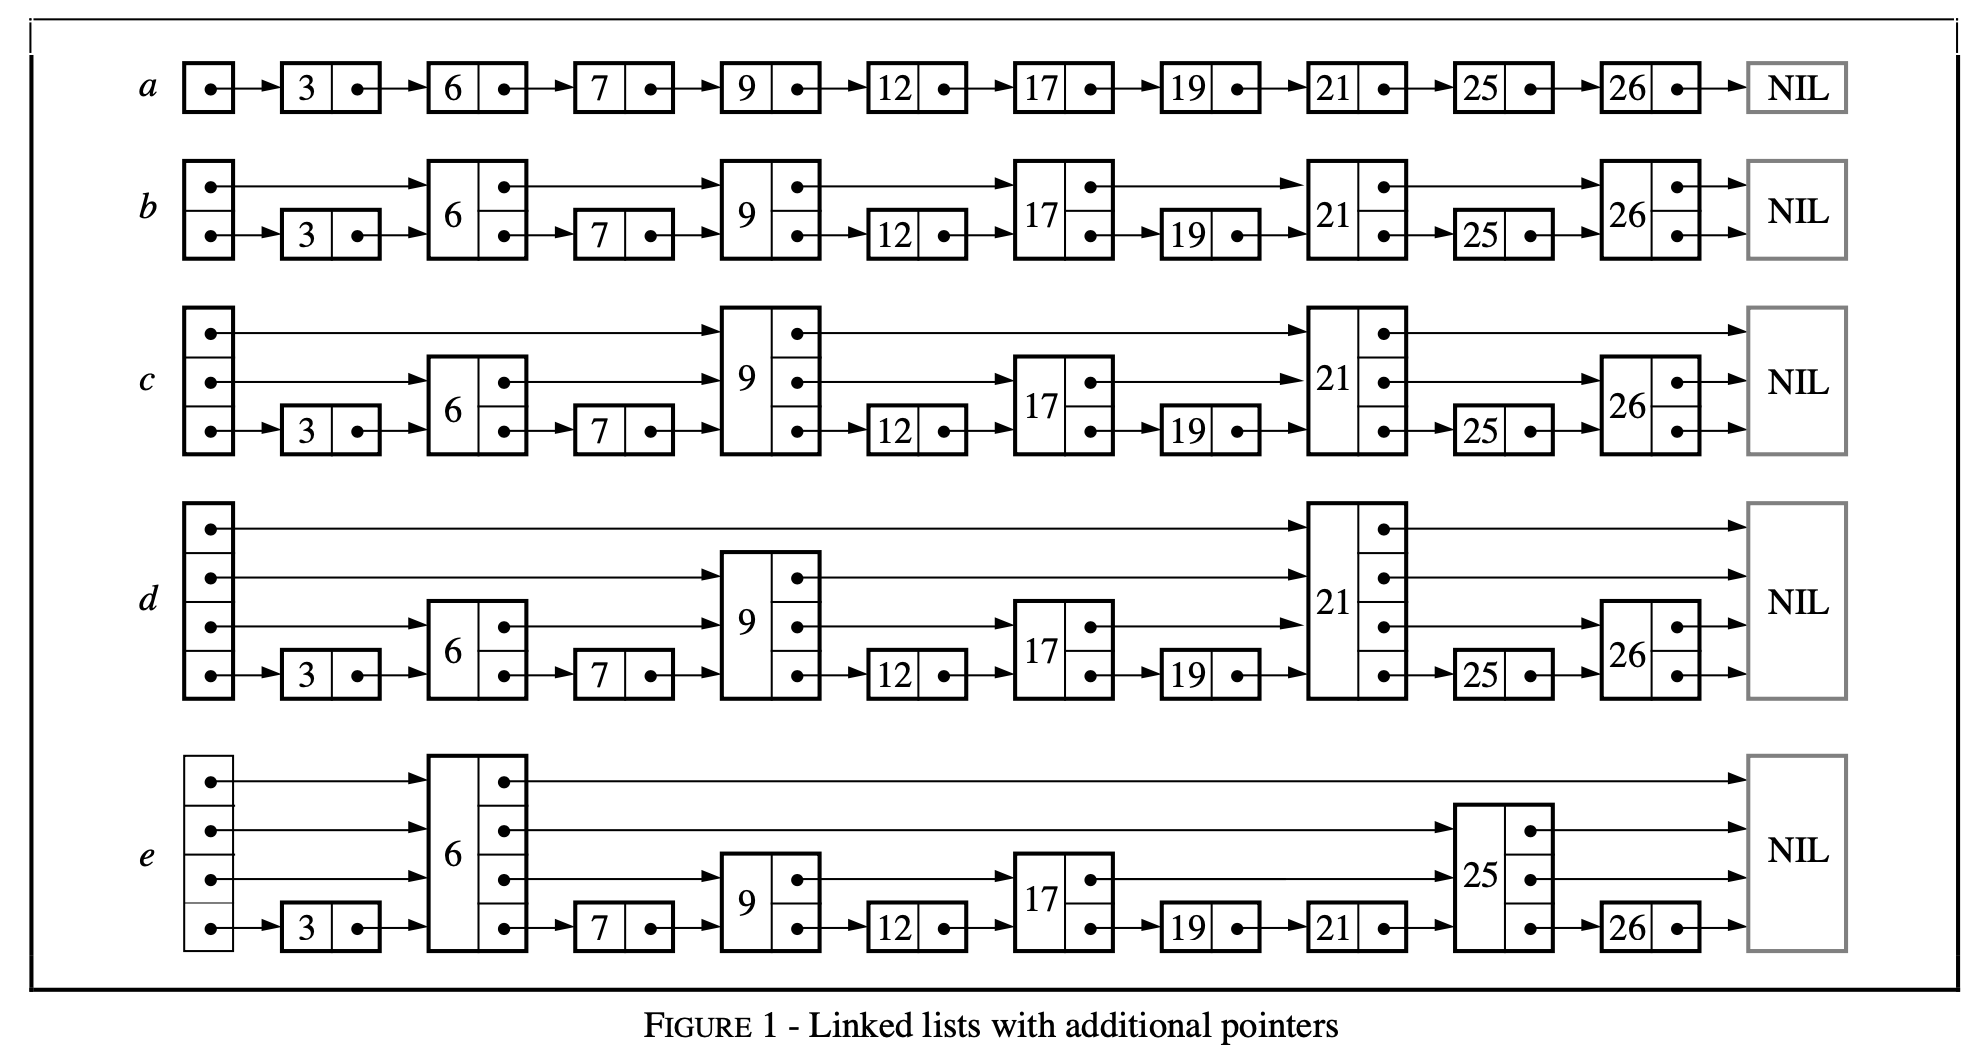 a 3 6 7 9 12 17 19 21 25 26 NIL
b 3 6 7 9 12 17 19 21 25 26 NIL
c 3 6 7 9 12 17 19 21 25 26 NIL
d 3 6 7 9 12 17 19 21 25 26 NIL
e 3 6 7 9 12 17 19 21 25 26 NIL
FIGURE 1 - Linked lists with additional pointers